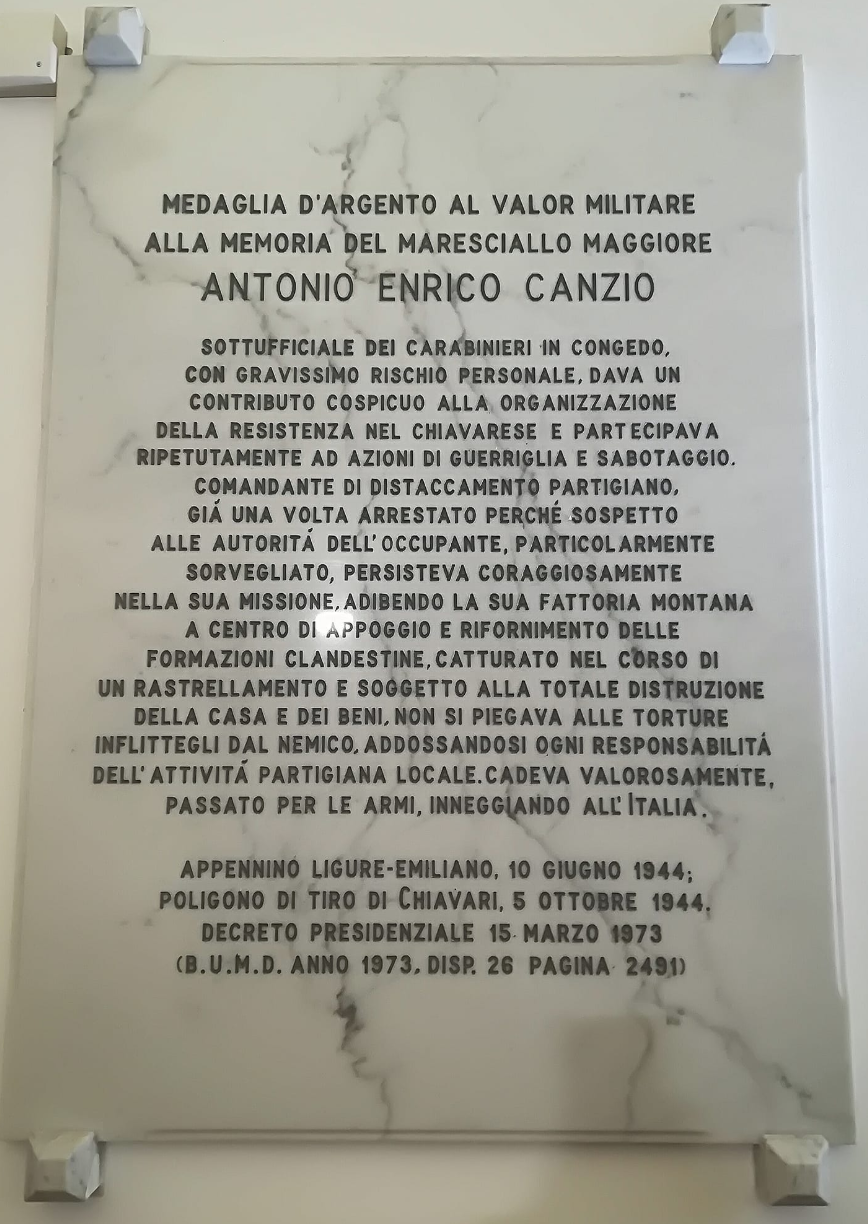 MEDAGLIA D'ARGENTO AL VALOR MILITARE
ALLA MEMORIA DEL MARESCIALLO MAGGIORE
ANTONIO ENRICO CANZIO
SOTTUFFICIALE DEI CARABINIERI IN CONGEDO,
CON GRAVISSIMO RISCHIO PERSONALE, DAVA UN
CONTRIBUTO COSPICUO ALLA ORGANIZZAZIONE
DELLA RESISTENZA NEL CHIAVARESE E PARTECIPAVA
RIPETUTAMENTE AD AZIONI DI GUERRIGLIA E SABOTAGGIO.
COMANDANTE DI DISTACCAMENTO PARTIGIANO,
GIÁ UNA VOLTA ARRESTATO PERCHÉ SOSPETTO
ALLE AUTORITÁ DELL'OCCUPANTE, PARTICOLARMENTE
SORVEGLIATO, PERSISTEVA CORAGGIOSAMENTE
NELLA SUA MISSIONE, ADIBENDO LA SUA FATTORIA MONTANA
A CENTRO DI APPOGGIO E RIFORNIMENTO DELLE
FORMAZIONI CLANDESTINE, CATTURATO NEL CORSO DI
UN RASTRELLAMENTO E SOGGETTO ALLA TOTALE DISTRUZIONE
DELLA CASA E DEI BENI, NON SI PIEGAVA ALLE TORTURE
INFLITTEGLI DAL NEMICO, ADDOSSANDOSI OGNI RESPONSABILITÁ
DELL'ATTIVITÁ PARTIGIANA LOCALE. CADEVA VALOROSAMENTE,
PASSATO PER LE ARMI, INNEGGIANDO ALL'ITALIA.
APPENNINO LIGURE-EMILIANO, 10 GIUGNO 1944;
POLIGONO DI TIRO DI CHIAVARI, 5 OTTOBRE 1944.
DECRETO PRESIDENZIALE 15 MARZO 1973
(B.U.M.D. ANNO 1973. DISP. 26 PAGINA 2491)